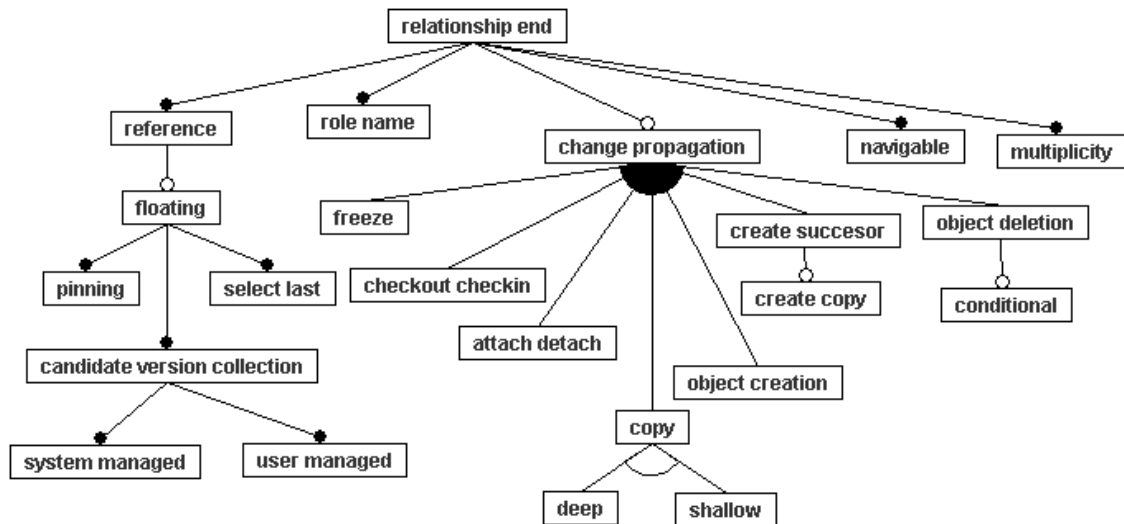 relationship end
reference
role name
change propagation
navigable
multiplicity
floating
freeze
create succesor
object deletion
pinning
select last
checkout checkin
create copy
conditional
attach detach
candidate version collection
object creation
copy
system managed
user managed
deep
shallow